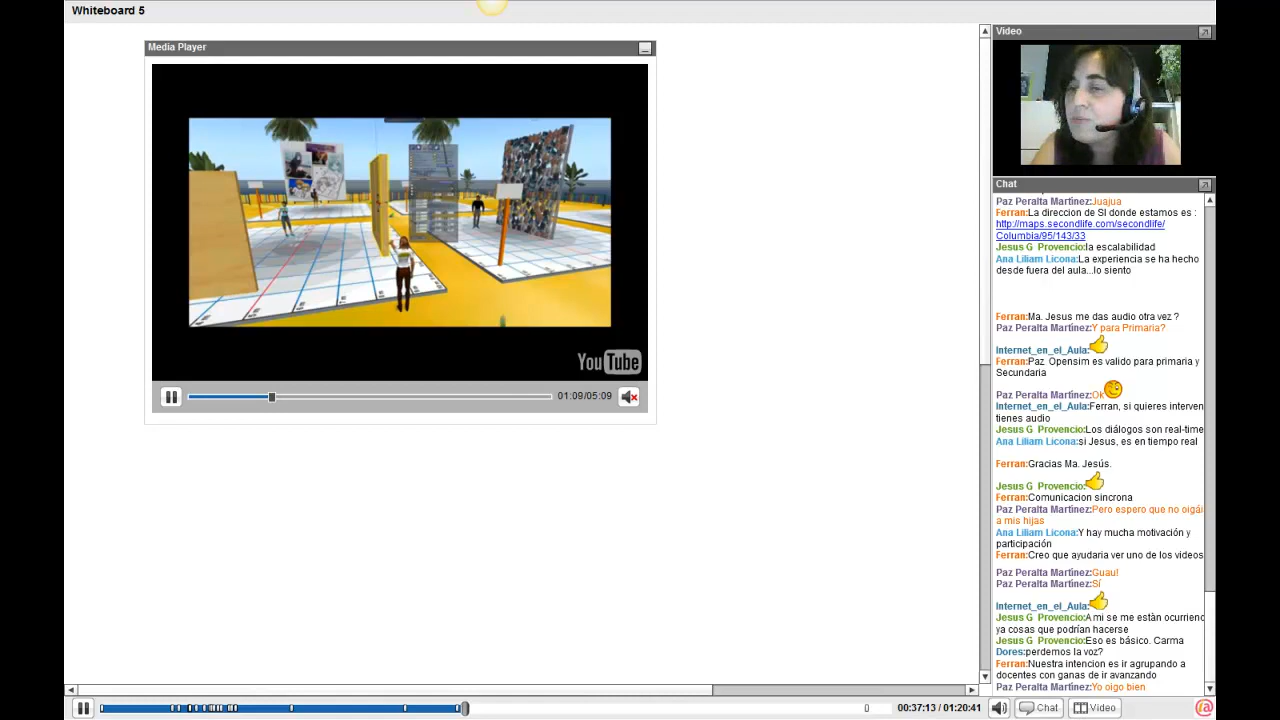 Whiteboard 5
Media Player
YouTube
01:09/05:09
Video
Chat
Paz Peralta Martínez:Juajua
Ferran:La direccion de Sl donde estamos es :
http://maps.secondlife.com/secondlife/
Columbia/95/143/33
Jesus G Provencio:la escalabilidad
Ana Liliam Licona:La experiencia se ha hecho
desde fuera del aula...lo siento
Ferran:Ma. Jesus me das audio otra vez ?
Paz Peralta Martínez:Y para Primaria?
Internet_en_el_Aula:
Ferran:Paz. Opensim es valido para primaria y
Secundaria
Paz Peralta Martínez:Ok
Internet_en_el_Aula:Ferran, si quieres interven
tienes audio
Jesus G Provencio:Los diálogos son real-time
Ana Liliam Licona:si Jesus, es en tiempo real
Ferran:Gracias Ma. Jesús.
Jesus G Provencio:
Ferran:Comunicacion sincrona
Paz Peralta Martínez:Pero espero que no oigái
a mis hijas
Ana Liliam Licona:Y hay mucha motivación y
participación
Ferran:Creo que ayudaria ver uno de los videos
Paz Peralta Martínez:Guau!
Paz Peralta Martínez:Sí
Internet_en_el_Aula:
Jesus G Provencio:A mi se me estàn ocurrienc
ya cosas que podrían hacerse
Jesus G Provencio:Eso es básico. Carma
Dores:perdemos la voz?
Ferran:Nuestra intencion es ir agrupando a
docentes con ganas de ir avanzando
Paz Peralta Martínez:Yo oigo bien
00:37:13 / 01:20:41
Chat
Video